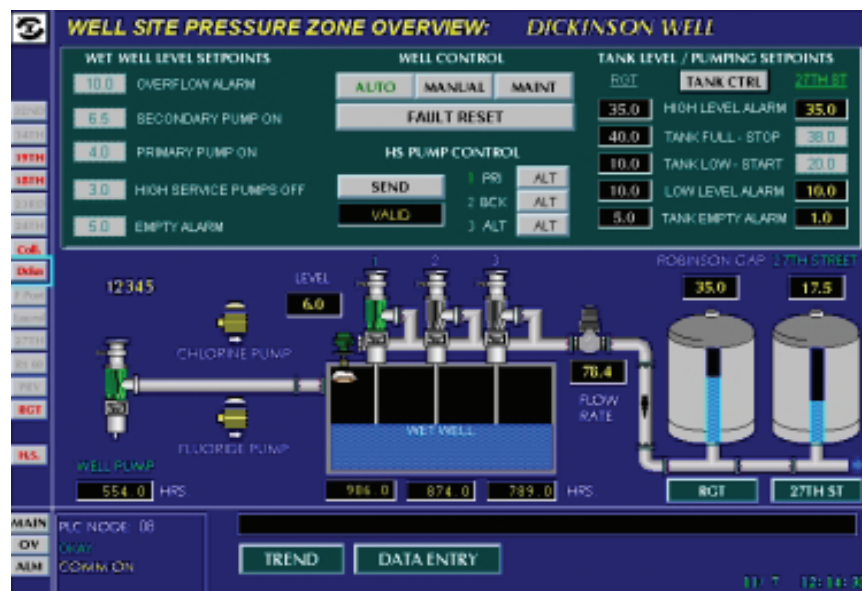 WELL SITE PRESSURE ZONE OVERVIEW: DICKINSON WELL
WET WELL LEVEL SETPOINTS
10.0 OVERFLOW ALARM
6.5 SECONDARY PUMP ON
4.0 PRIMARY PUMP ON
3.0 HIGH SERVICE PUMPS OFF
5.0 EMPTY ALARM
WELL CONTROL
AUTO MANUAL MAINT
FAULT RESET
HS PUMP CONTROL
SEND
VALID
1 PRI ALT
2 BCK ALT
3 ALT ALT
TANK LEVEL / PUMPING SETPOINTS
RGT TANK CTRL 27TH ST
35.0 HIGH LEVEL ALARM 35.0
40.0 TANK FULL - STOP 38.0
10.0 TANK LOW - START 20.0
10.0 LOW LEVEL ALARM 10.0
5.0 TANK EMPTY ALARM 1.0
19TH
18TH
Coll.
RGT
H.S.
12345
LEVEL
6.0
1 2 3
CHLORINE PUMP
FLUORIDE PUMP
WELL PUMP
554.0 HRS
WET WELL
906.0 874.0 789.0 HRS
78.4
FLOW
RATE
ROBINSON GAP 27TH STREET
35.0 17.5
RGT 27TH ST
MAIN
OV
ALM
PLC NODE: 08
OKAY
COMM ON
TREND DATA ENTRY
11/ 7 12:14:3